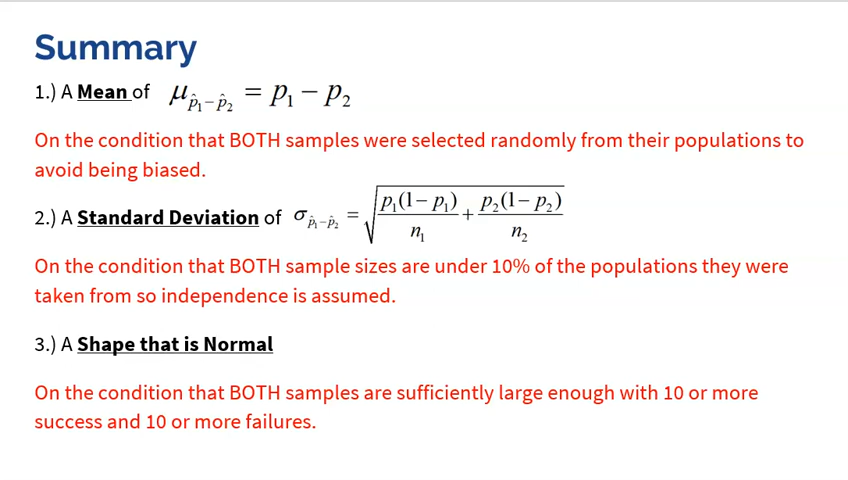 Summary
1.) A Mean of μ_{p̂₁−p̂₂} = p₁ − p₂
On the condition that BOTH samples were selected randomly from their populations to
avoid being biased.
2.) A Standard Deviation of σ_{p̂₁−p̂₂} = √(p₁(1− p₁)/n₁ + p₂(1− p₂)/n₂)
On the condition that BOTH sample sizes are under 10% of the populations they were
taken from so independence is assumed.
3.) A Shape that is Normal
On the condition that BOTH samples are sufficiently large enough with 10 or more
success and 10 or more failures.